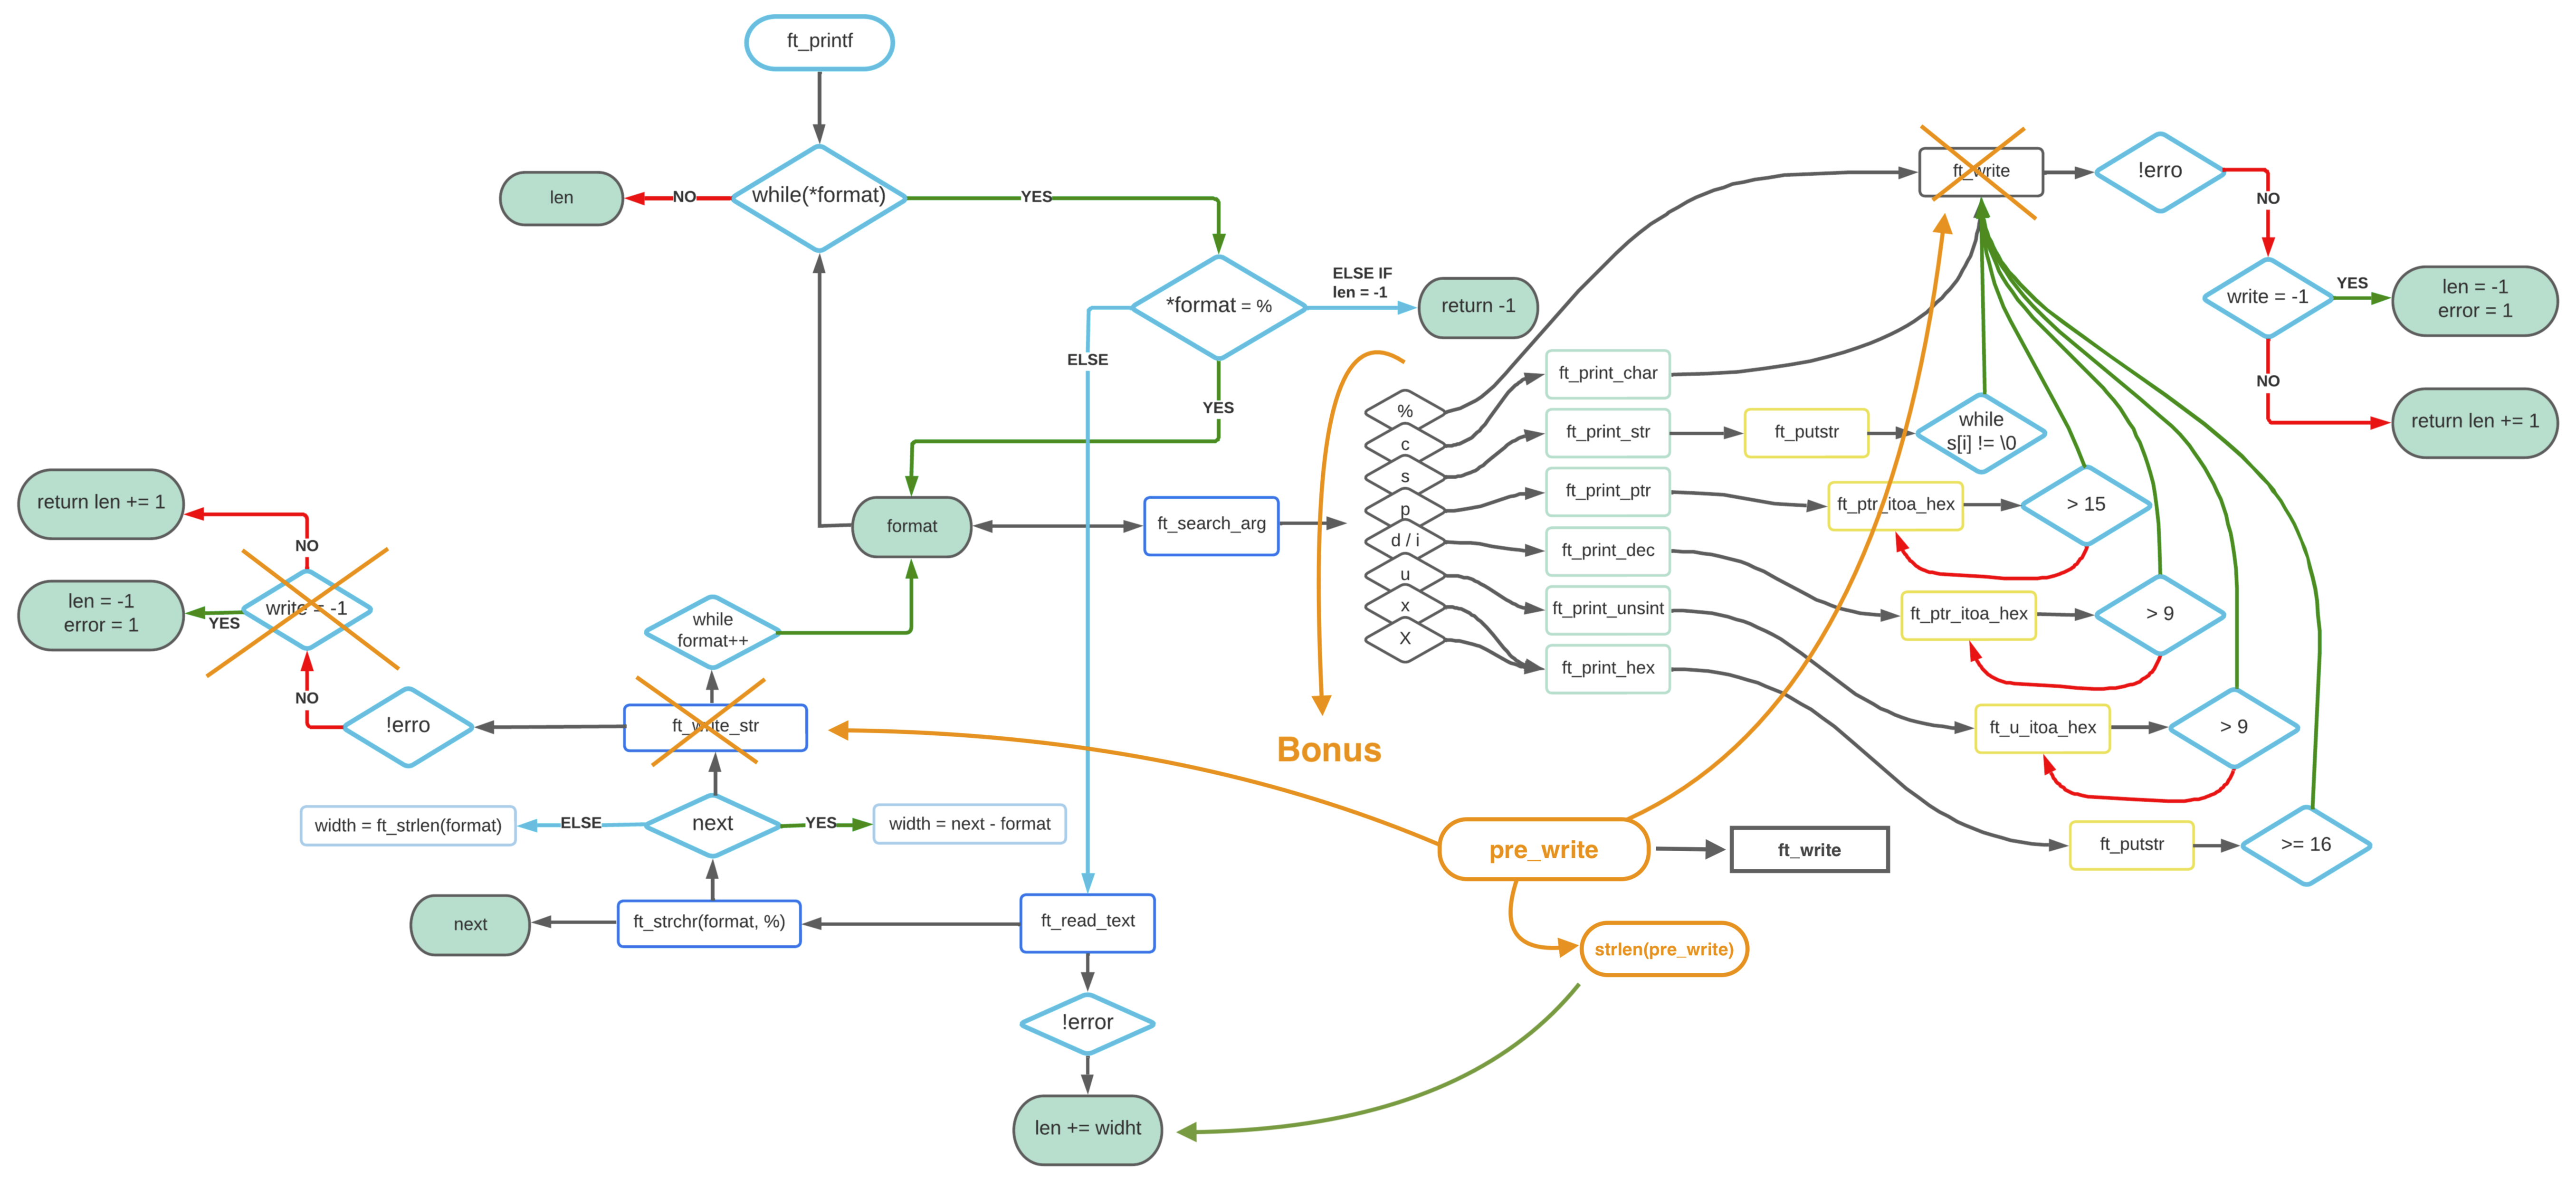 ft_printf
while(*format)
NO
len
YES
*format = %
ELSE IF
len = -1
return -1
ELSE
YES
format
ft_search_arg
%
c
s
p
d / i
u
x
X
ft_print_char
ft_print_str
ft_print_ptr
ft_print_dec
ft_print_unsint
ft_print_hex
ft_putstr
while
s[i] != \0
ft_ptr_itoa_hex
> 15
ft_ptr_itoa_hex
> 9
ft_u_itoa_hex
> 9
ft_putstr
>= 16
ft_write
!erro
NO
write = -1
YES
len = -1
error = 1
NO
return len += 1
return len += 1
NO
write = -1
len = -1
error = 1
YES
NO
!erro
while
format++
ft_write_str
width = ft_strlen(format)
ELSE
next
YES
width = next - format
next
ft_strchr(format, %)
ft_read_text
!error
len += widht
Bonus
pre_write
ft_write
strlen(pre_write)